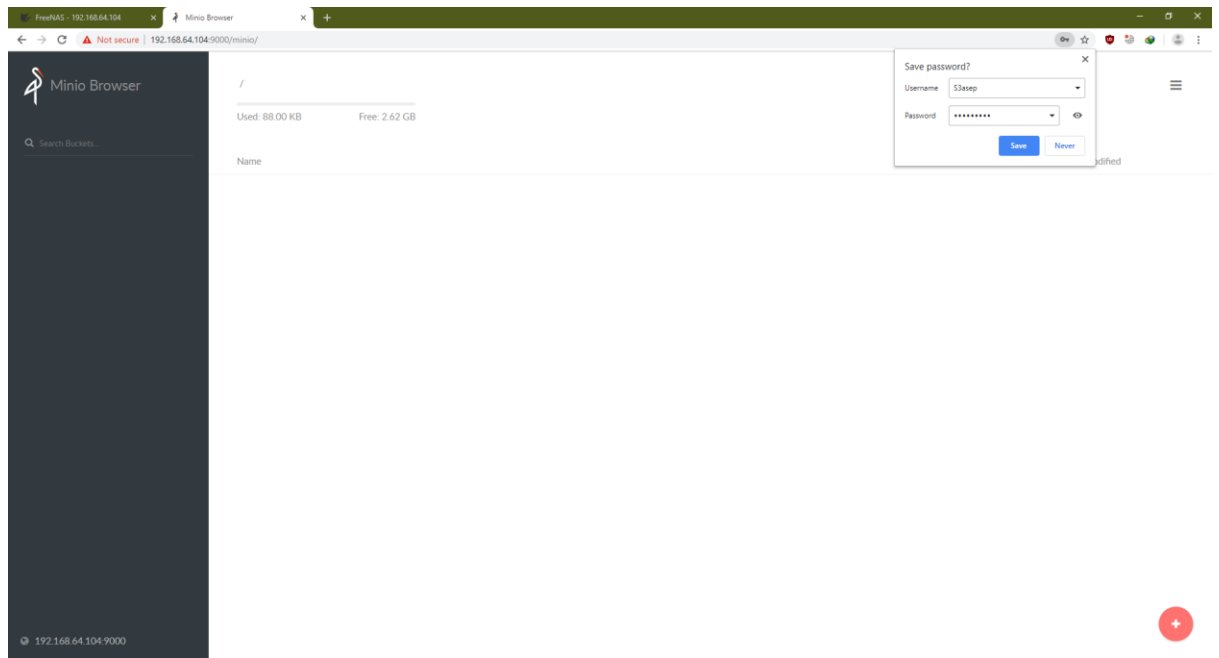 FreeNAS - 192.168.64.104
Minio Browser
Not secure
192.168.64.104:9000/minio/
Minio Browser
Search Buckets...
192.168.64.104:9000
/
Used: 88.00 KB Free: 2.62 GB
Name
odified
Save password?
Username S3asep
Password •••••••••
Save Never